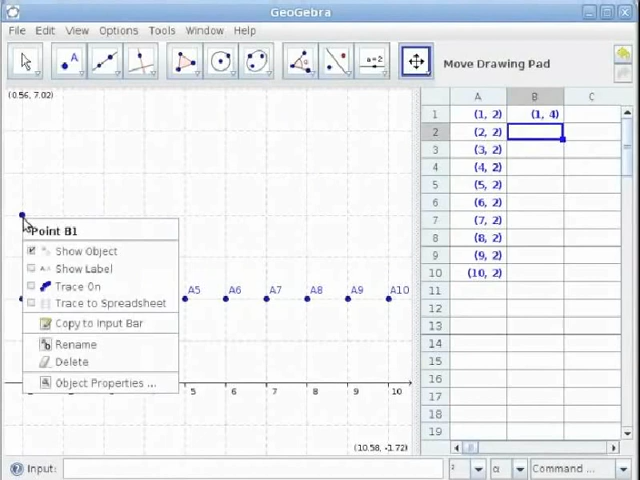 GeoGebra
File Edit View Options Tools Window Help
A
a=2
Move Drawing Pad
(0.56, 7.02)
A B C
1 (1, 2) (1, 4)
2 (2, 2)
3 (3, 2)
4 (4, 2)
5 (5, 2)
6 (6, 2)
7 (7, 2)
8 (8, 2)
9 (9, 2)
10 (10, 2)
11
12
13
14
15
16
17
18
19
Point B1
Show Object
AA Show Label
Trace On
Trace to Spreadsheet
Copy to Input Bar
Rename
Delete
Object Properties ...
A5 A6 A7 A8 A9 A10
5 6 7 8 9 10
(10.58, -1.72)
Input:
²
α
Command ...